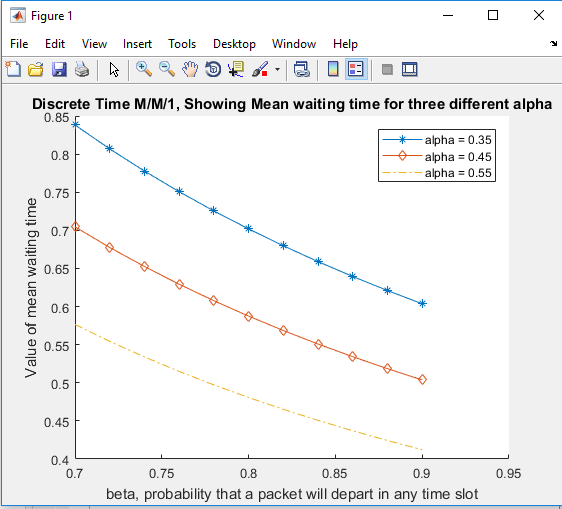 Figure 1
File Edit View Insert Tools Desktop Window Help
Discrete Time M/M/1, Showing Mean waiting time for three different alpha
0.85
0.8
0.75
0.7
0.65
0.6
0.55
0.5
0.45
0.4
Value of mean waiting time
alpha = 0.35
alpha = 0.45
alpha = 0.55
0.7 0.75 0.8 0.85 0.9 0.95
beta, probability that a packet will depart in any time slot